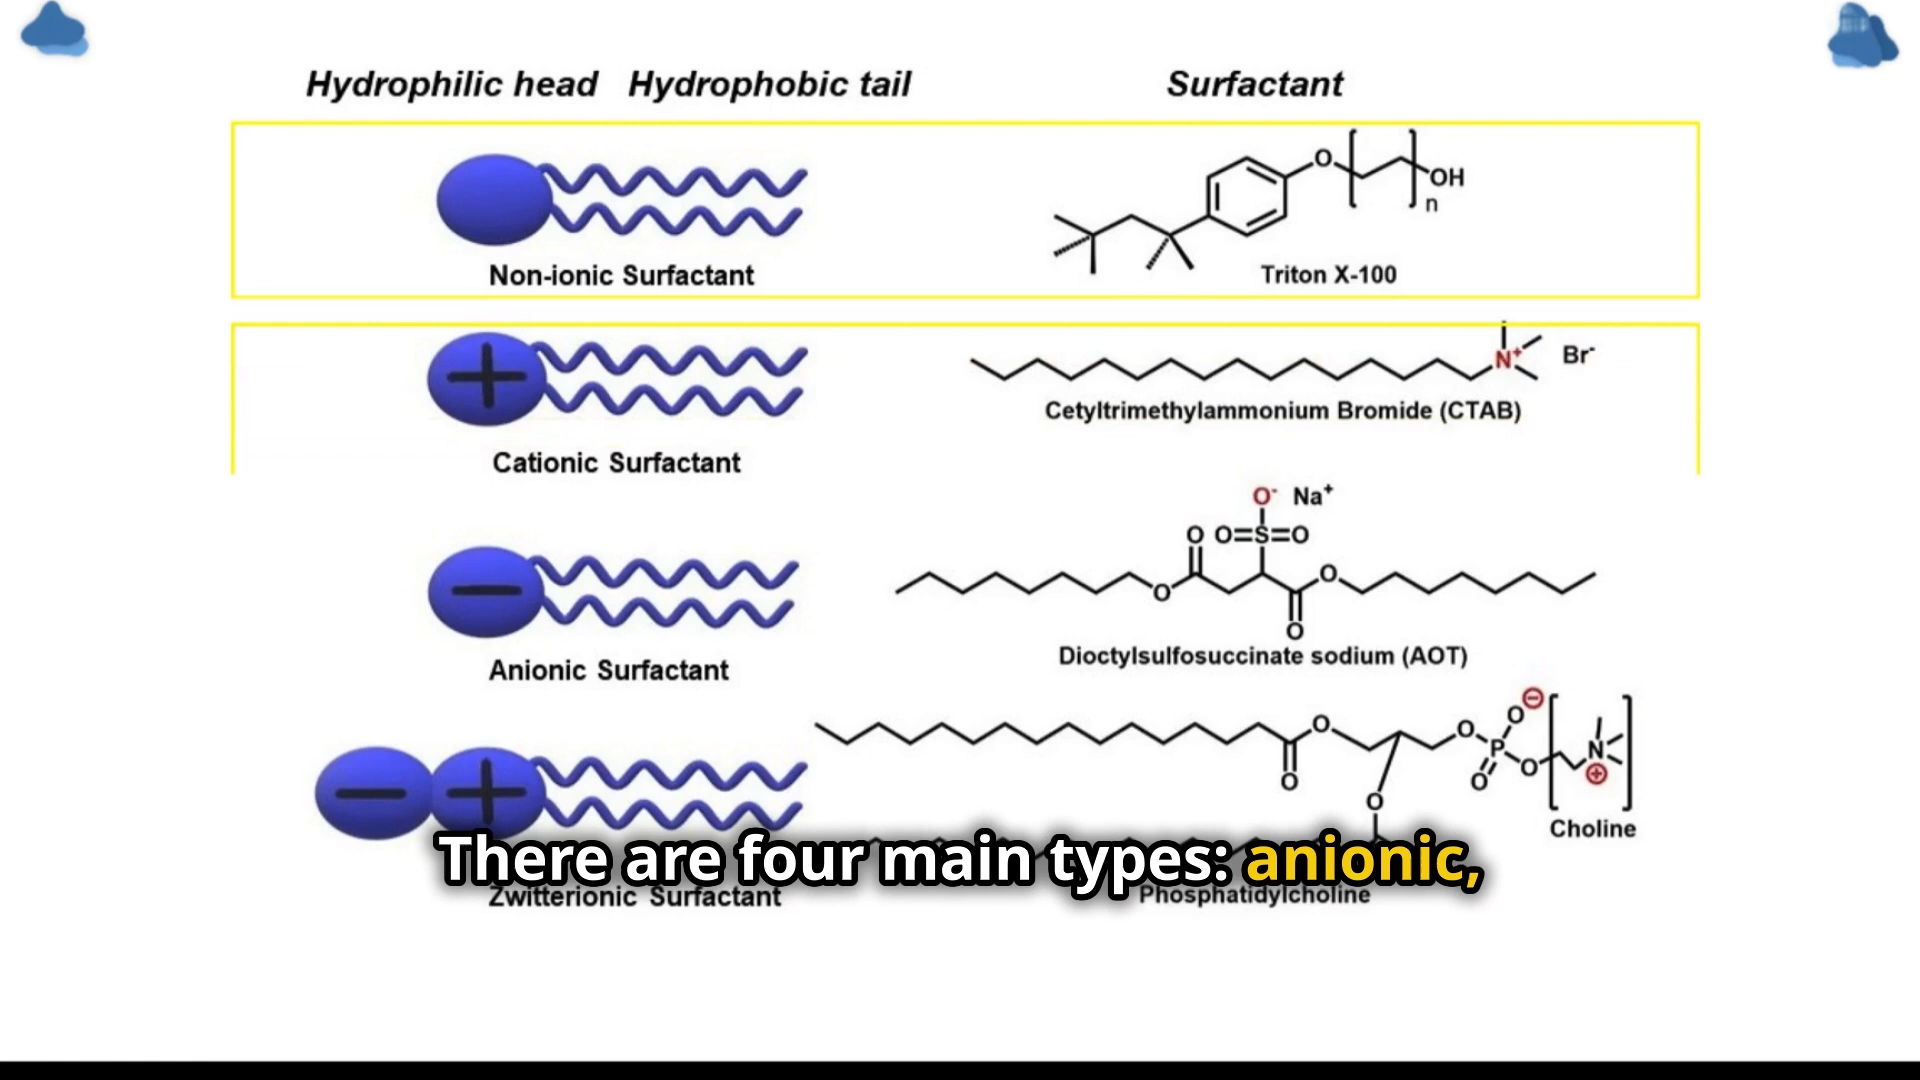 Hydrophilic head Hydrophobic tail Surfactant
O
OH
n
Non-ionic Surfactant
Triton X-100
N+ Br-
Cetyltrimethylammonium Bromide (CTAB)
Cationic Surfactant
O- Na+
O O=S=O
O O
O
Dioctylsulfosuccinate sodium (AOT)
Anionic Surfactant
O O O P N
O O O
O
Choline
There are four main types: anionic,
Zwitterionic Surfactant
Phosphatidylcholine